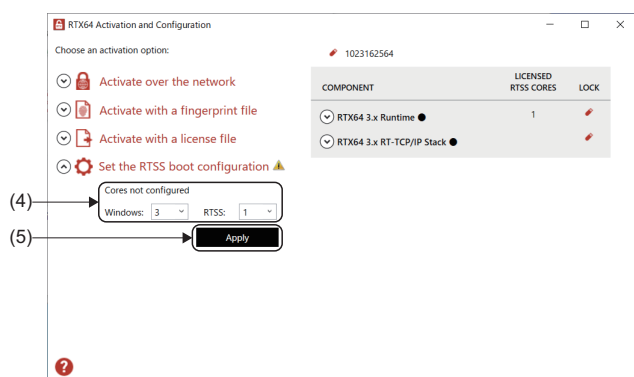 RTX64 Activation and Configuration
Choose an activation option:
Activate over the network
Activate with a fingerprint file
Activate with a license file
Set the RTSS boot configuration
(4)
Cores not configured
Windows: 3 RTSS: 1
(5)
Apply
1023162564
COMPONENT LICENSED RTSS CORES LOCK
RTX64 3.x Runtime 1
RTX64 3.x RT-TCP/IP Stack
?